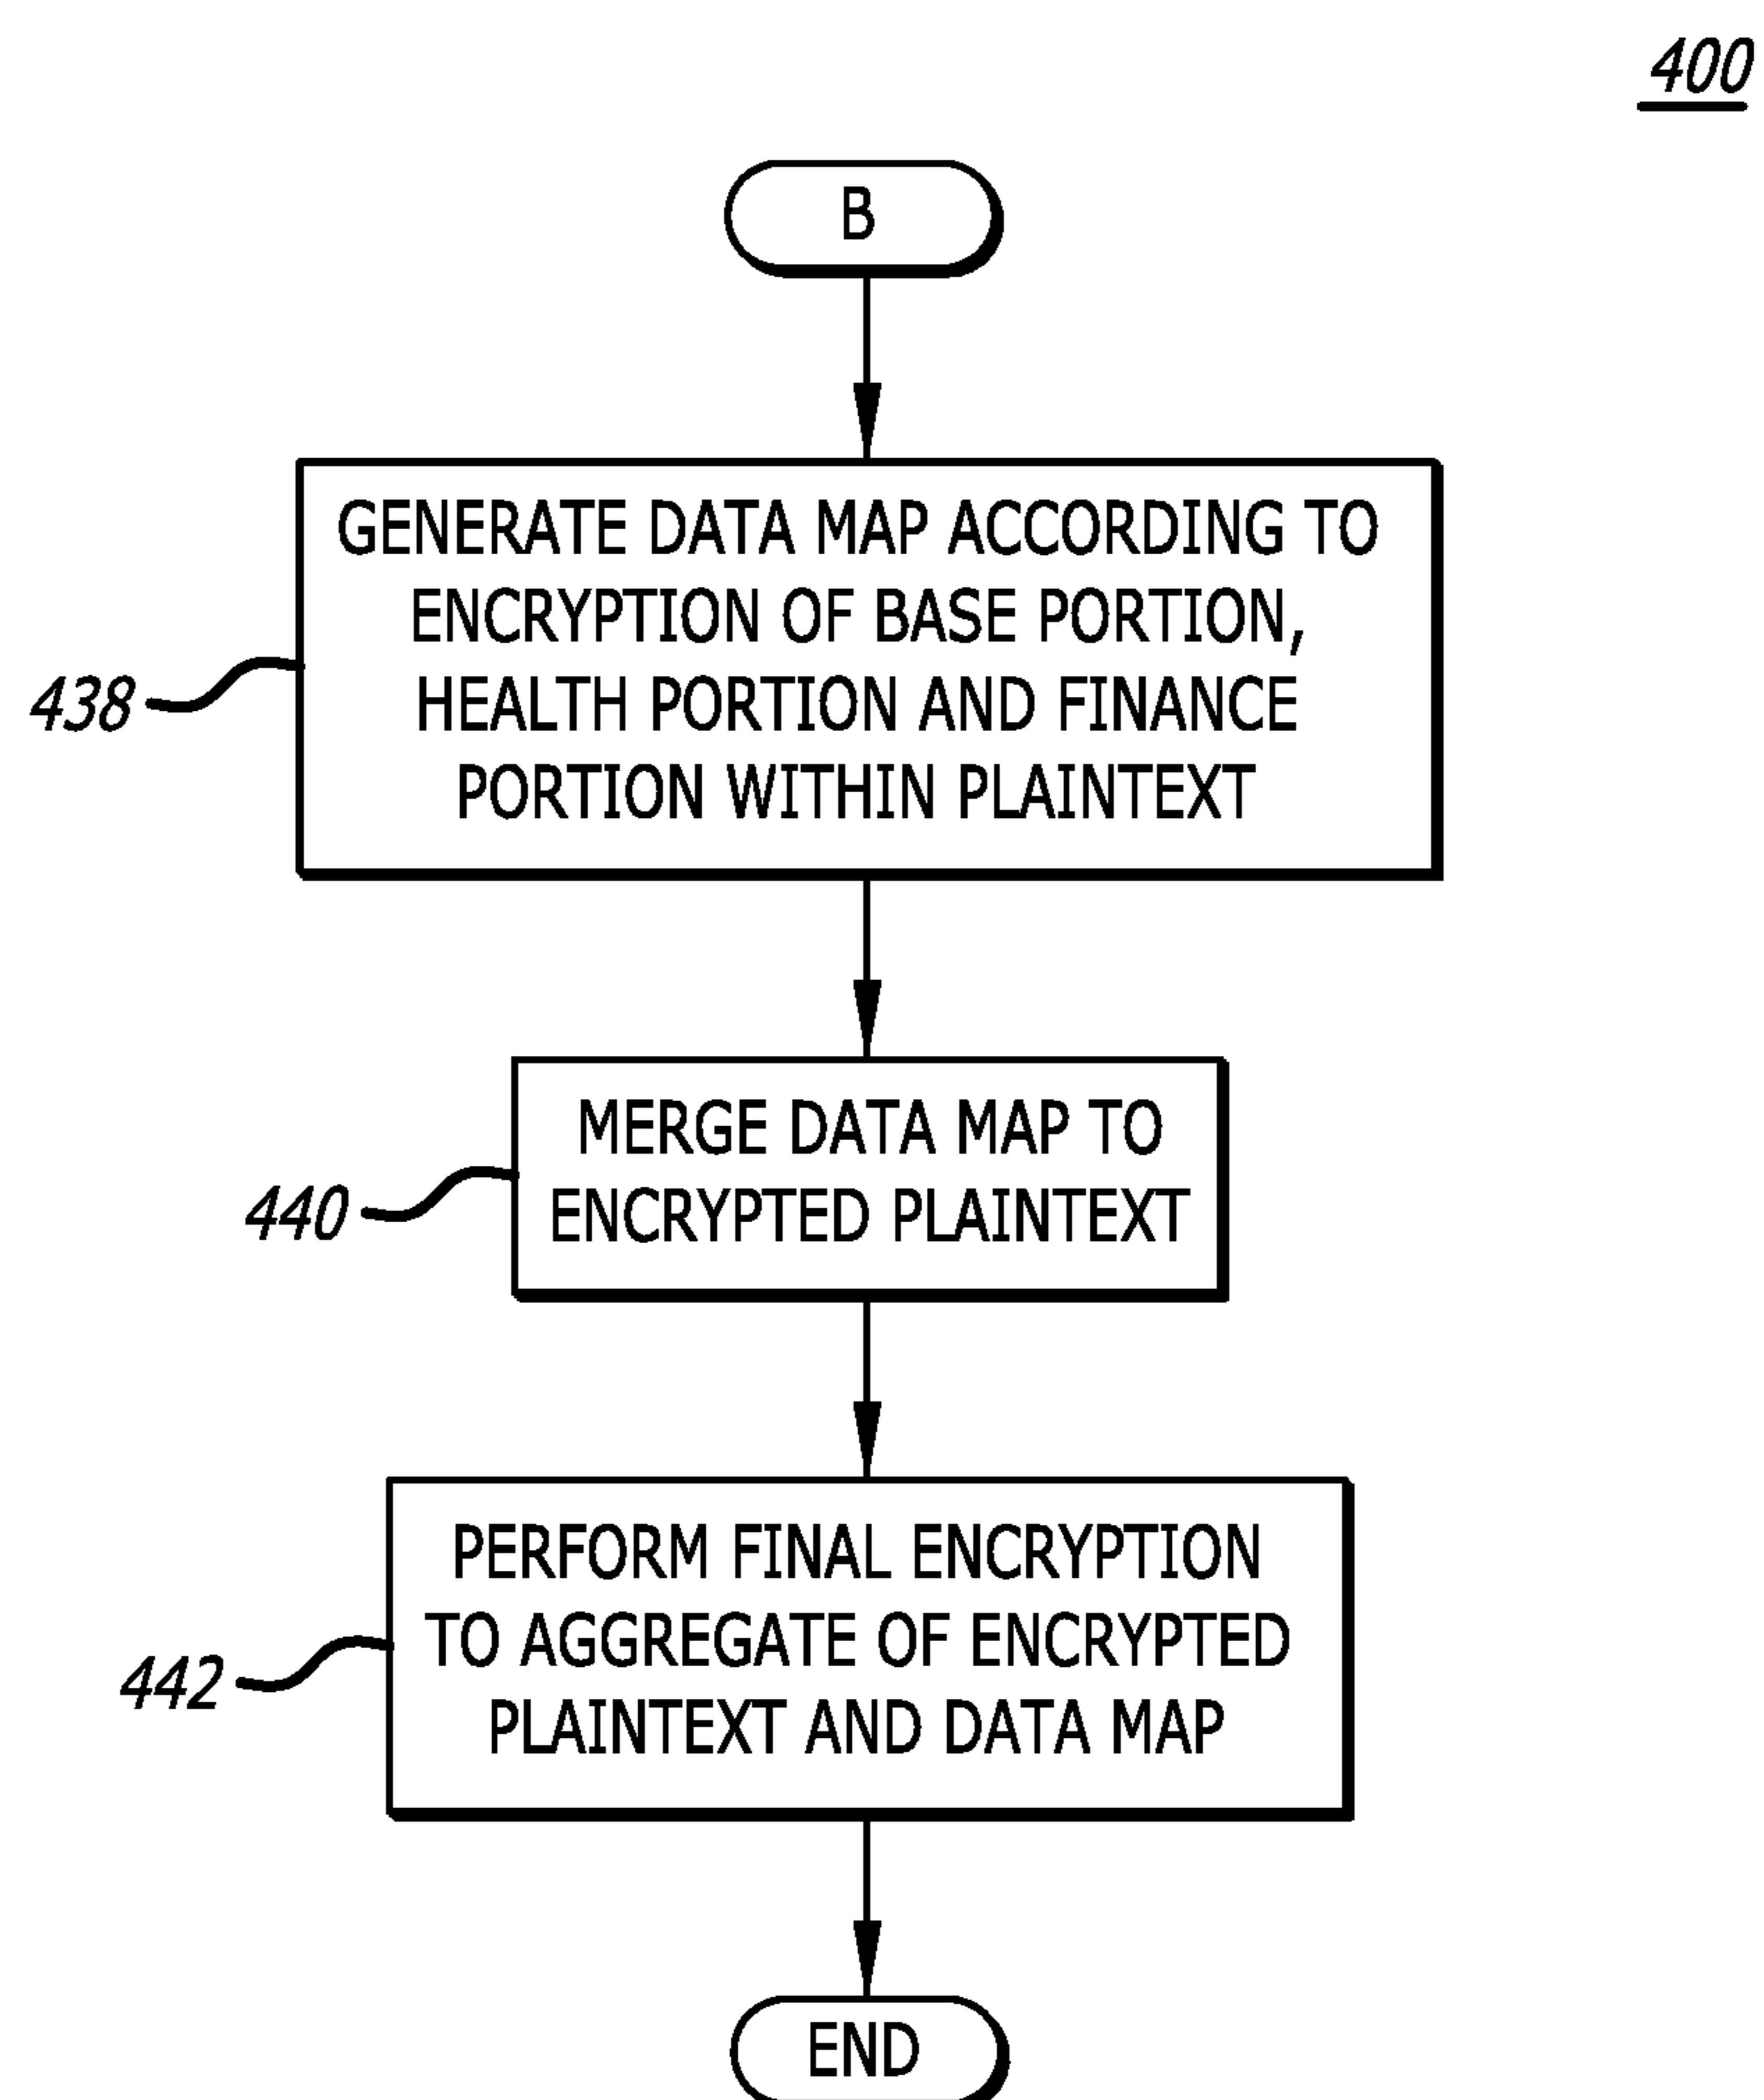 400
B
GENERATE DATA MAP ACCORDING TO
ENCRYPTION OF BASE PORTION,
HEALTH PORTION AND FINANCE
PORTION WITHIN PLAINTEXT
438
MERGE DATA MAP TO
ENCRYPTED PLAINTEXT
440
PERFORM FINAL ENCRYPTION
TO AGGREGATE OF ENCRYPTED
PLAINTEXT AND DATA MAP
442
END